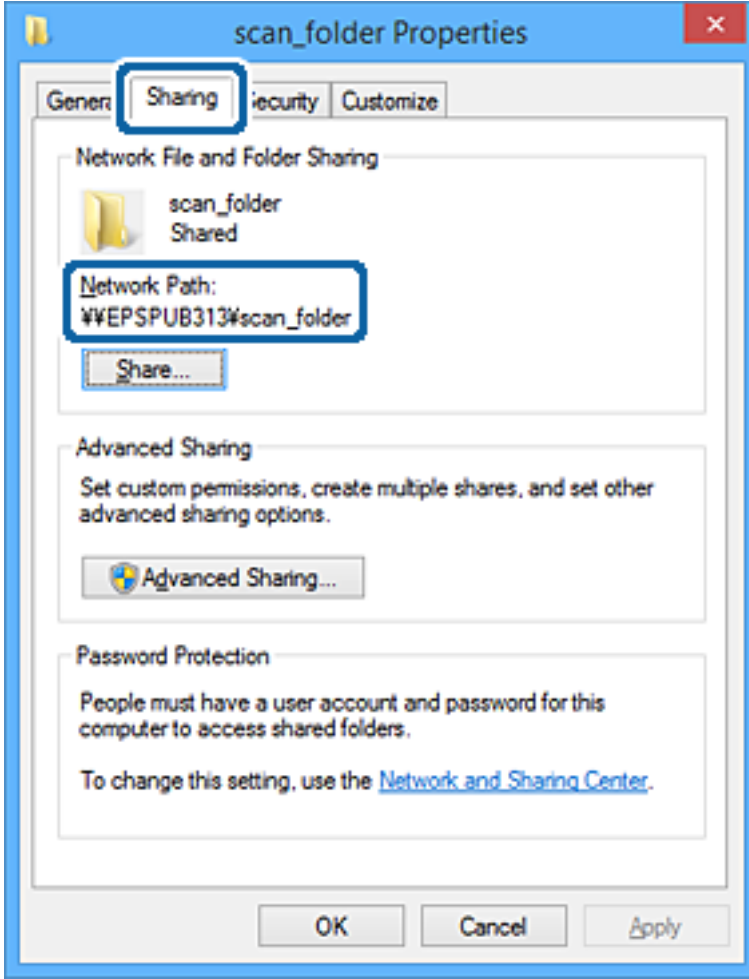 scan_folder Properties
Sharing
Customize
Network File and Folder Sharing
scan_folder
Shared
Network Path:
¥¥EPSPUB313¥scan_folder
Share...
Advanced Sharing
Set custom permissions, create multiple shares, and set other
advanced sharing options.
Advanced Sharing...
Password Protection
People must have a user account and password for this
computer to access shared folders.
To change this setting, use the Network and Sharing Center.
OK
Cancel
Apply